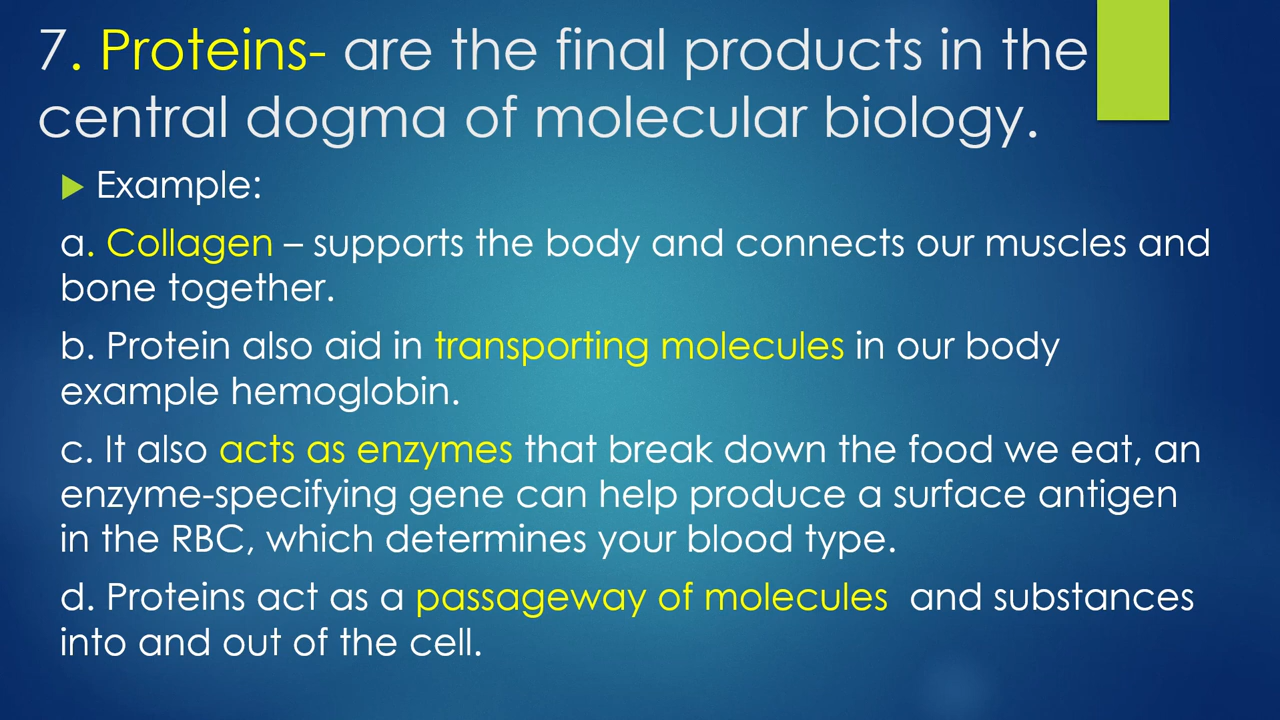 7. Proteins- are the final products in the
central dogma of molecular biology.
Example:
a. Collagen – supports the body and connects our muscles and
bone together.
b. Protein also aid in transporting molecules in our body
example hemoglobin.
c. It also acts as enzymes that break down the food we eat, an
enzyme-specifying gene can help produce a surface antigen
in the RBC, which determines your blood type.
d. Proteins act as a passageway of molecules  and substances
into and out of the cell.